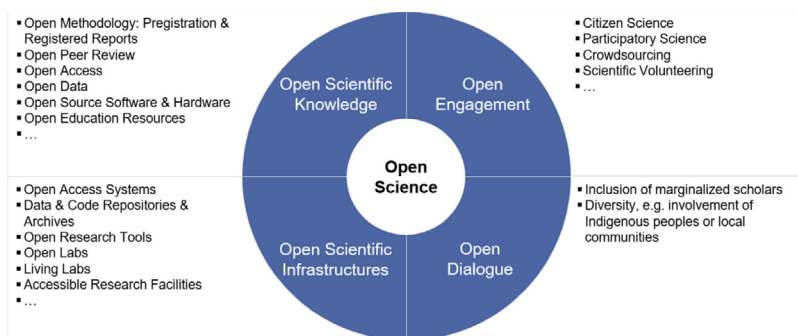 ▪ Open Methodology: Pregistration &
Registered Reports
▪ Open Peer Review
▪ Open Access
▪ Open Data
▪ Open Source Software & Hardware
▪ Open Education Resources
▪ …
Open Scientific
Knowledge
Open
Engagement
▪ Citizen Science
▪ Participatory Science
▪ Crowdsourcing
▪ Scientific Volunteering
▪ …
Open
Science
▪ Open Access Systems
▪ Data & Code Repositories &
Archives
▪ Open Research Tools
▪ Open Labs
▪ Living Labs
▪ Accessible Research Facilities
▪ …
Open Scientific
Infrastructures
Open
Dialogue
▪ Inclusion of marginalized scholars
▪ Diversity, e.g. involvement of
Indigenous peoples or local
communities